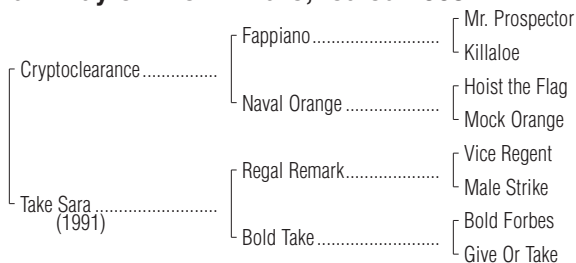 Mr. Prospector
Fappiano
Killaloe
Cryptoclearance
Hoist the Flag
Naval Orange
Mock Orange
Vice Regent
Regal Remark
Male Strike
Take Sara
(1991)
Bold Forbes
Bold Take
Give Or Take